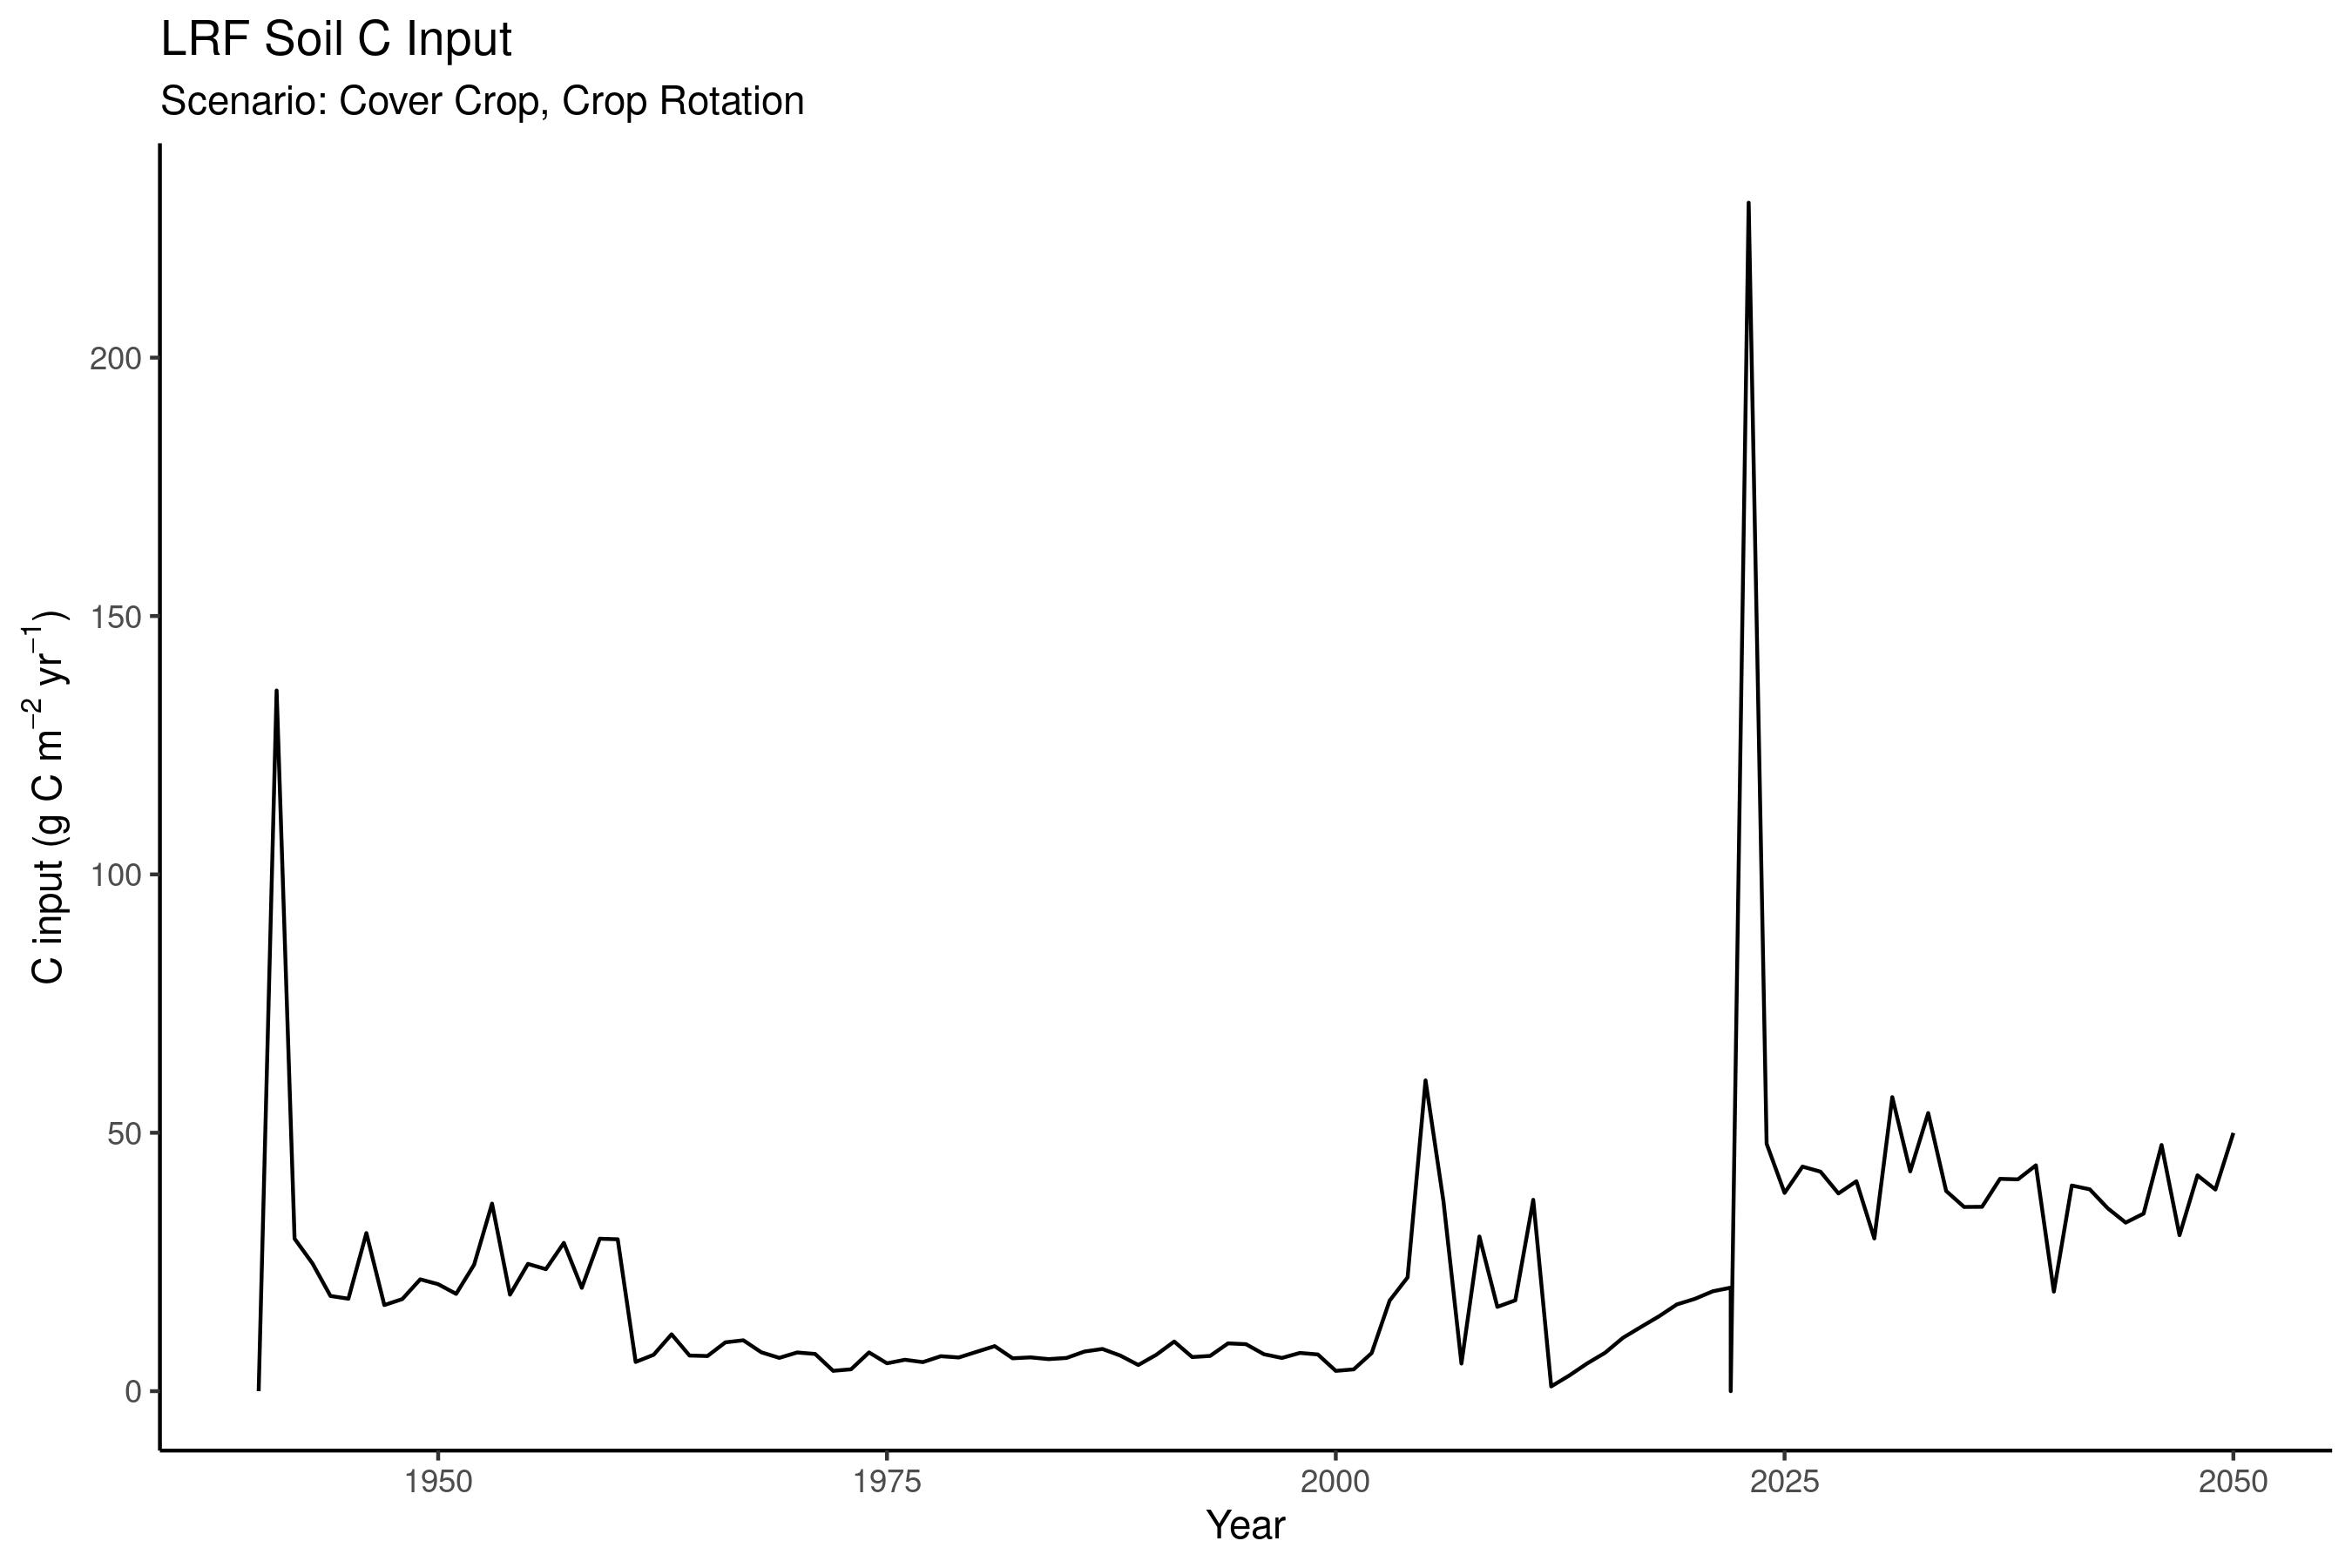 LRF Soil C Input
Scenario: Cover Crop, Crop Rotation
C input (g C m⁻² yr⁻¹)
200
150
100
50
0
1950 1975 2000 2025 2050
Year